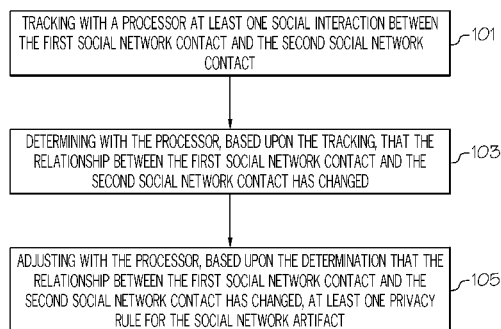 TRACKING WITH A PROCESSOR AT LEAST ONE SOCIAL INTERACTION BETWEEN
THE FIRST SOCIAL NETWORK CONTACT AND THE SECOND SOCIAL NETWORK
CONTACT
101
DETERMINING WITH THE PROCESSOR, BASED UPON THE TRACKING, THAT THE
RELATIONSHIP BETWEEN THE FIRST SOCIAL NETWORK CONTACT AND THE
SECOND SOCIAL NETWORK CONTACT HAS CHANGED
103
ADJUSTING WITH THE PROCESSOR, BASED UPON THE DETERMINATION THAT THE
RELATIONSHIP BETWEEN THE FIRST SOCIAL NETWORK CONTACT AND THE
SECOND SOCIAL NETWORK CONTACT HAS CHANGED, AT LEAST ONE PRIVACY
RULE FOR THE SOCIAL NETWORK ARTIFACT
105